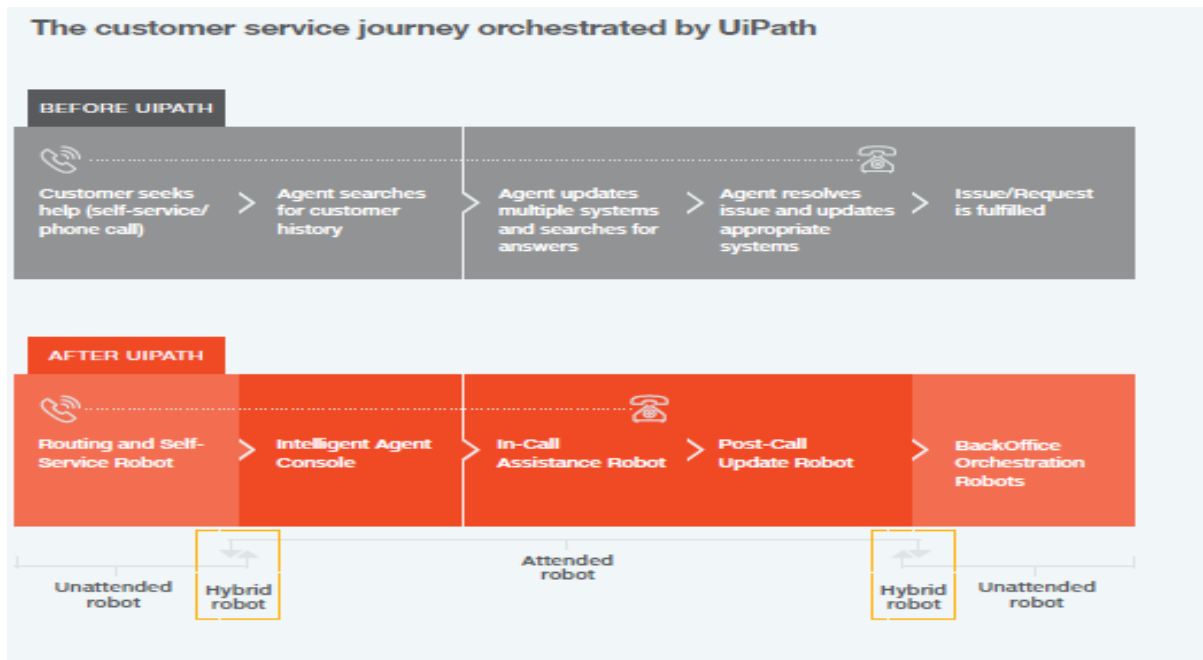 The customer service journey orchestrated by UiPath
BEFORE UIPATH
Customer seeks
help (self-service/
phone call)
Agent searches
for customer
history
Agent updates
multiple systems
and searches for
answers
Agent resolves
issue and updates
appropriate
systems
Issue/Request
is fulfilled
AFTER UIPATH
Routing and Self-
Service Robot
Intelligent Agent
Console
In-Call
Assistance Robot
Post-Call
Update Robot
BackOffice
Orchestration
Robots
Unattended
robot
Hybrid
robot
Attended
robot
Hybrid
robot
Unattended
robot